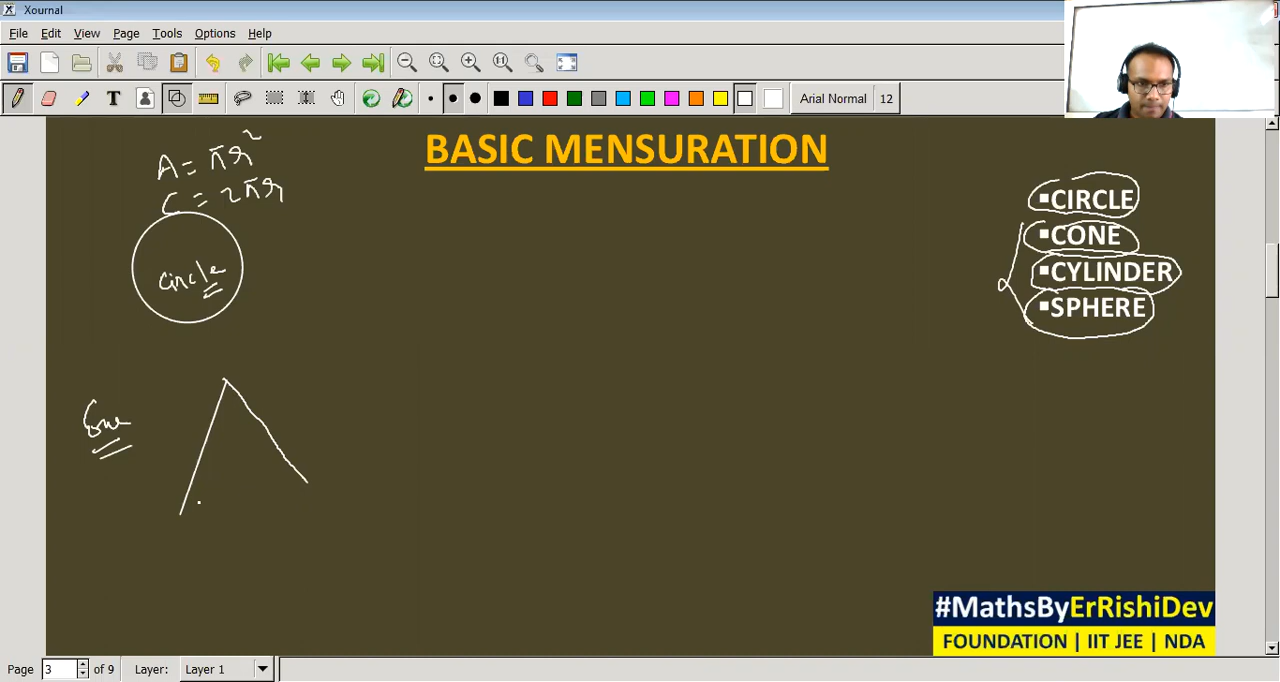 Xournal
File Edit View Page Tools Options Help
Arial Normal 12
BASIC MENSURATION
A = πr²
C = 2πr
Circle
▪CIRCLE
▪CONE
▪CYLINDER
▪SPHERE
Cone
#MathsByErRishiDev
FOUNDATION | IIT JEE | NDA
Page 3 of 9 Layer: Layer 1